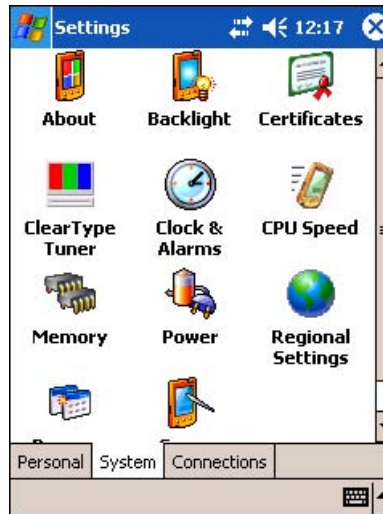 Settings 12:17
About Backlight Certificates
ClearType Clock & CPU Speed
Tuner Alarms
Memory Power Regional
Settings
Personal System Connections